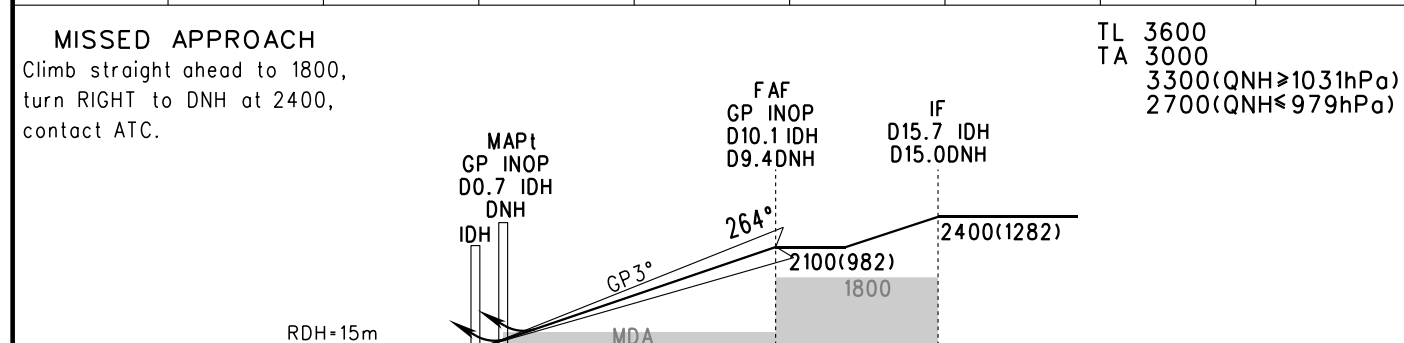 MISSED APPROACH
Climb straight ahead to 1800,
turn RIGHT to DNH at 2400,
contact ATC.
TL 3600
TA 3000
3300(QNH≥1031hPa)
2700(QNH≤979hPa)
FAF
GP INOP
D10.1 IDH
D9.4DNH
IF
D15.7 IDH
D15.0DNH
MAPt
GP INOP
D0.7 IDH
DNH
IDH
264°
GP3°
2400(1282)
2100(982)
1800
MDA
RDH=15m